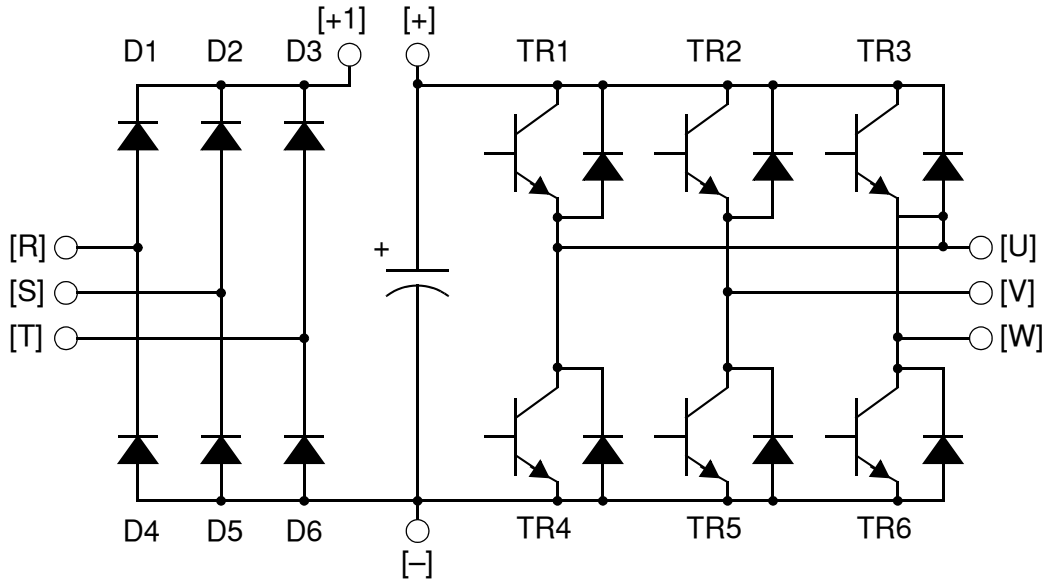 [+1] [+]
D1 D2 D3 TR1 TR2 TR3
[R] [U]
+
[S] [V]
[T] [W]
D4 D5 D6 TR4 TR5 TR6
[–]